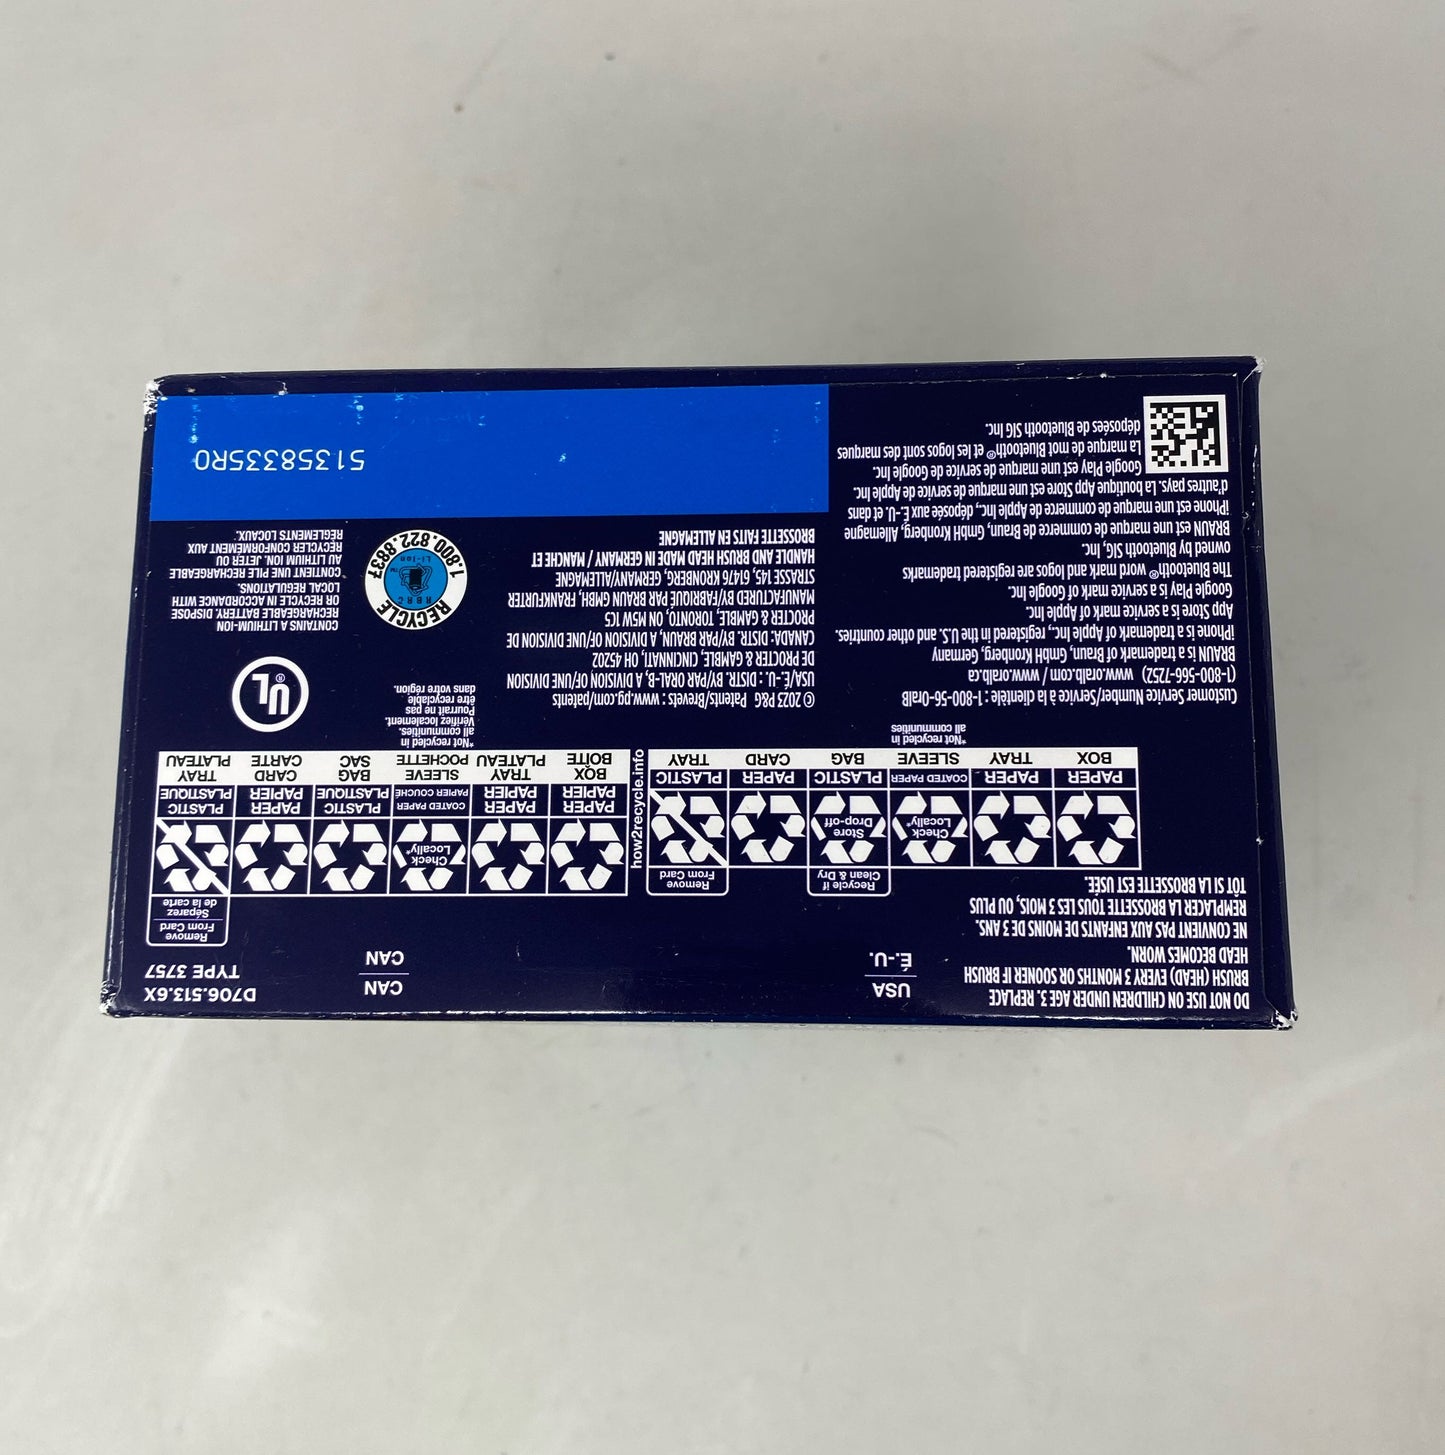 DO NOT USE ON CHILDREN UNDER AGE 3. REPLACE
BRUSH (HEAD) EVERY 3 MONTHS OR SOONER IF BRUSH
HEAD BECOMES WORN.
NE CONVIENT PAS AUX ENFANTS DE MOINS DE 3 ANS.
REMPLACER LA BROSSETTE TOUS LES 3 MOIS, OU PLUS
TÔT SI LA BROSSETTE EST USÉE.
USA
É.-U.
CAN
CAN
D706.513.6X
TYPE 3757
Recycle if
Clean & Dry
Remove
From Card
Check
Locally*
Store
Drop-off
PAPER
PAPER
COATED PAPER
PLASTIC
PAPER
PLASTIC
BOX
TRAY
SLEEVE
BAG
CARD
TRAY
*Not recycled in
all communities
how2recycle.info
Remove
From Card
Séparez
de la carte
Check
Locally*
PAPER
PAPIER
PAPER
PAPIER
COATED PAPER
PAPIER COUCHÉ
PLASTIC
PLASTIQUE
PAPER
PAPIER
PLASTIC
PLASTIQUE
BOX
BOÎTE
TRAY
PLATEAU
SLEEVE
POCHETTE
BAG
SAC
CARD
CARTE
TRAY
PLATEAU
*Not recycled in
all communities.
Vérifiez localement.
Pourrait ne pas
être recyclable
dans votre région.
Customer Service Number/Service à la clientèle : 1-800-56-OralB
(1-800-566-7252) www.oralb.com / www.oralb.ca
BRAUN is a trademark of Braun, GmbH Kronberg, Germany
iPhone is a trademark of Apple Inc., registered in the U.S. and other countries.
App Store is a service mark of Apple Inc.
Google Play is a service mark of Google Inc.
The Bluetooth® word mark and logos are registered trademarks
owned by Bluetooth SIG, Inc.
BRAUN est une marque de commerce de Braun, GmbH Kronberg, Allemagne
iPhone est une marque de commerce de Apple Inc., déposée aux É.-U. et dans
d'autres pays. La boutique App Store est une marque de service de Apple Inc.
Google Play est une marque de service de Google Inc.
La marque de mot Bluetooth® et les logos sont des marques
déposées de Bluetooth SIG Inc.
© 2023 P&G Patents/Brevets : www.pg.com/patents
USA/É.-U. : DISTR. BY/PAR ORAL-B, A DIVISION OF/UNE DIVISION
DE PROCTER & GAMBLE, CINCINNATI, OH 45202
CANADA: DISTR. BY/PAR BRAUN, A DIVISION OF/UNE DIVISION DE
PROCTER & GAMBLE, TORONTO, ON M5W 1C5
MANUFACTURED BY/FABRIQUÉ PAR BRAUN GMBH, FRANKFURTER
STRASSE, 145, 61476 KRONBERG, GERMANY/ALLEMAGNE
HANDLE AND BRUSH HEAD MADE IN GERMANY / MANCHE ET
BROSSETTE FAITS EN ALLEMAGNE
UL®
RECYCLE
RBRC™
Li-Ion
1.800.822.8837
CONTAINS A LITHIUM-ION
RECHARGEABLE BATTERY. DISPOSE
OR RECYCLE IN ACCORDANCE WITH
LOCAL REGULATIONS.
CONTIENT UNE PILE RECHARGEABLE
AU LITHIUM ION. JETER OU
RECYCLER CONFORMÉMENT AUX
RÈGLEMENTS LOCAUX.
51358335R0